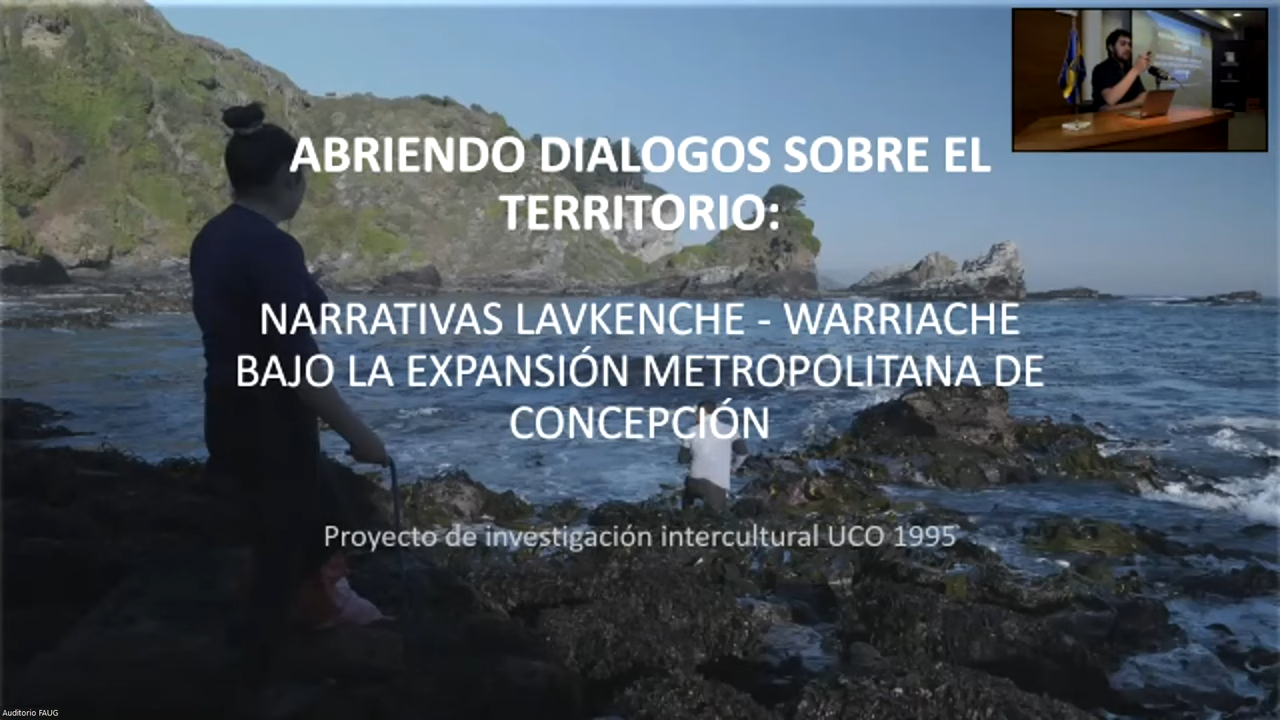 ABRIENDO DIALOGOS SOBRE EL
TERRITORIO:
NARRATIVAS LAVKENCHE - WARRIACHE
BAJO LA EXPANSIÓN METROPOLITANA DE
CONCEPCIÓN
Proyecto de investigación intercultural UCO 1995
Auditorio FAUG